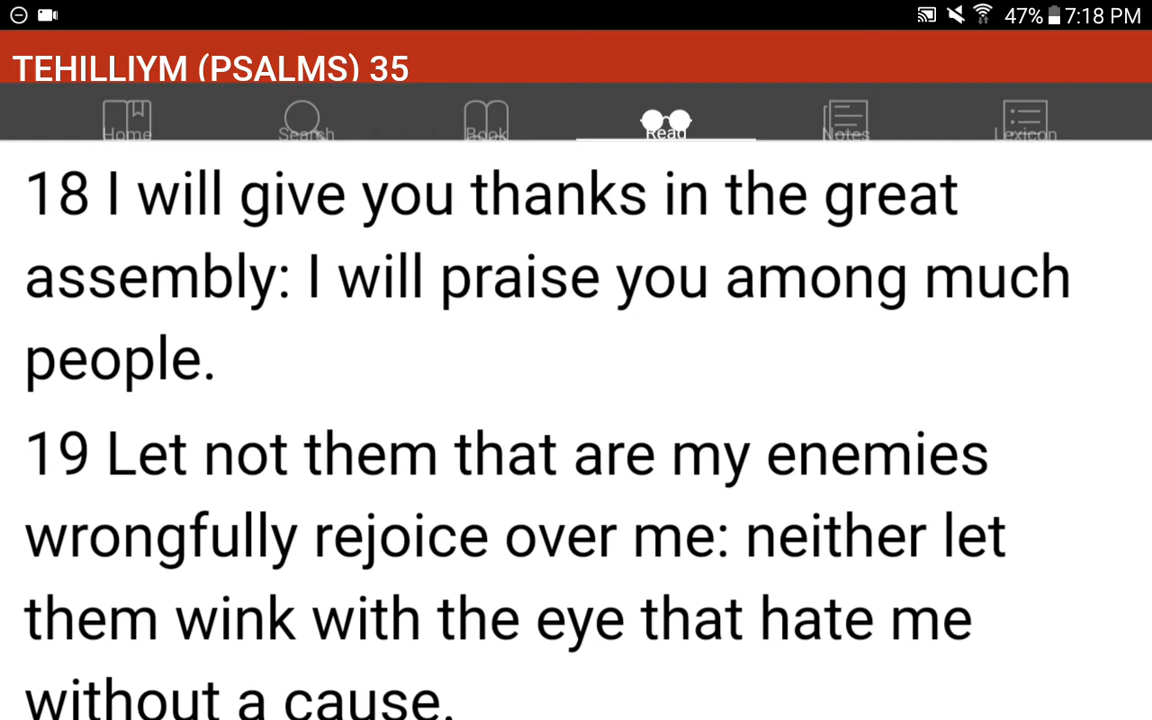 47% 7:18 PM
TEHILLIYM (PSALMS) 35
Home Search Book Read Notes Lexicon
18 I will give you thanks in the great
assembly: I will praise you among much
people.
19 Let not them that are my enemies
wrongfully rejoice over me: neither let
them wink with the eye that hate me
without a cause.